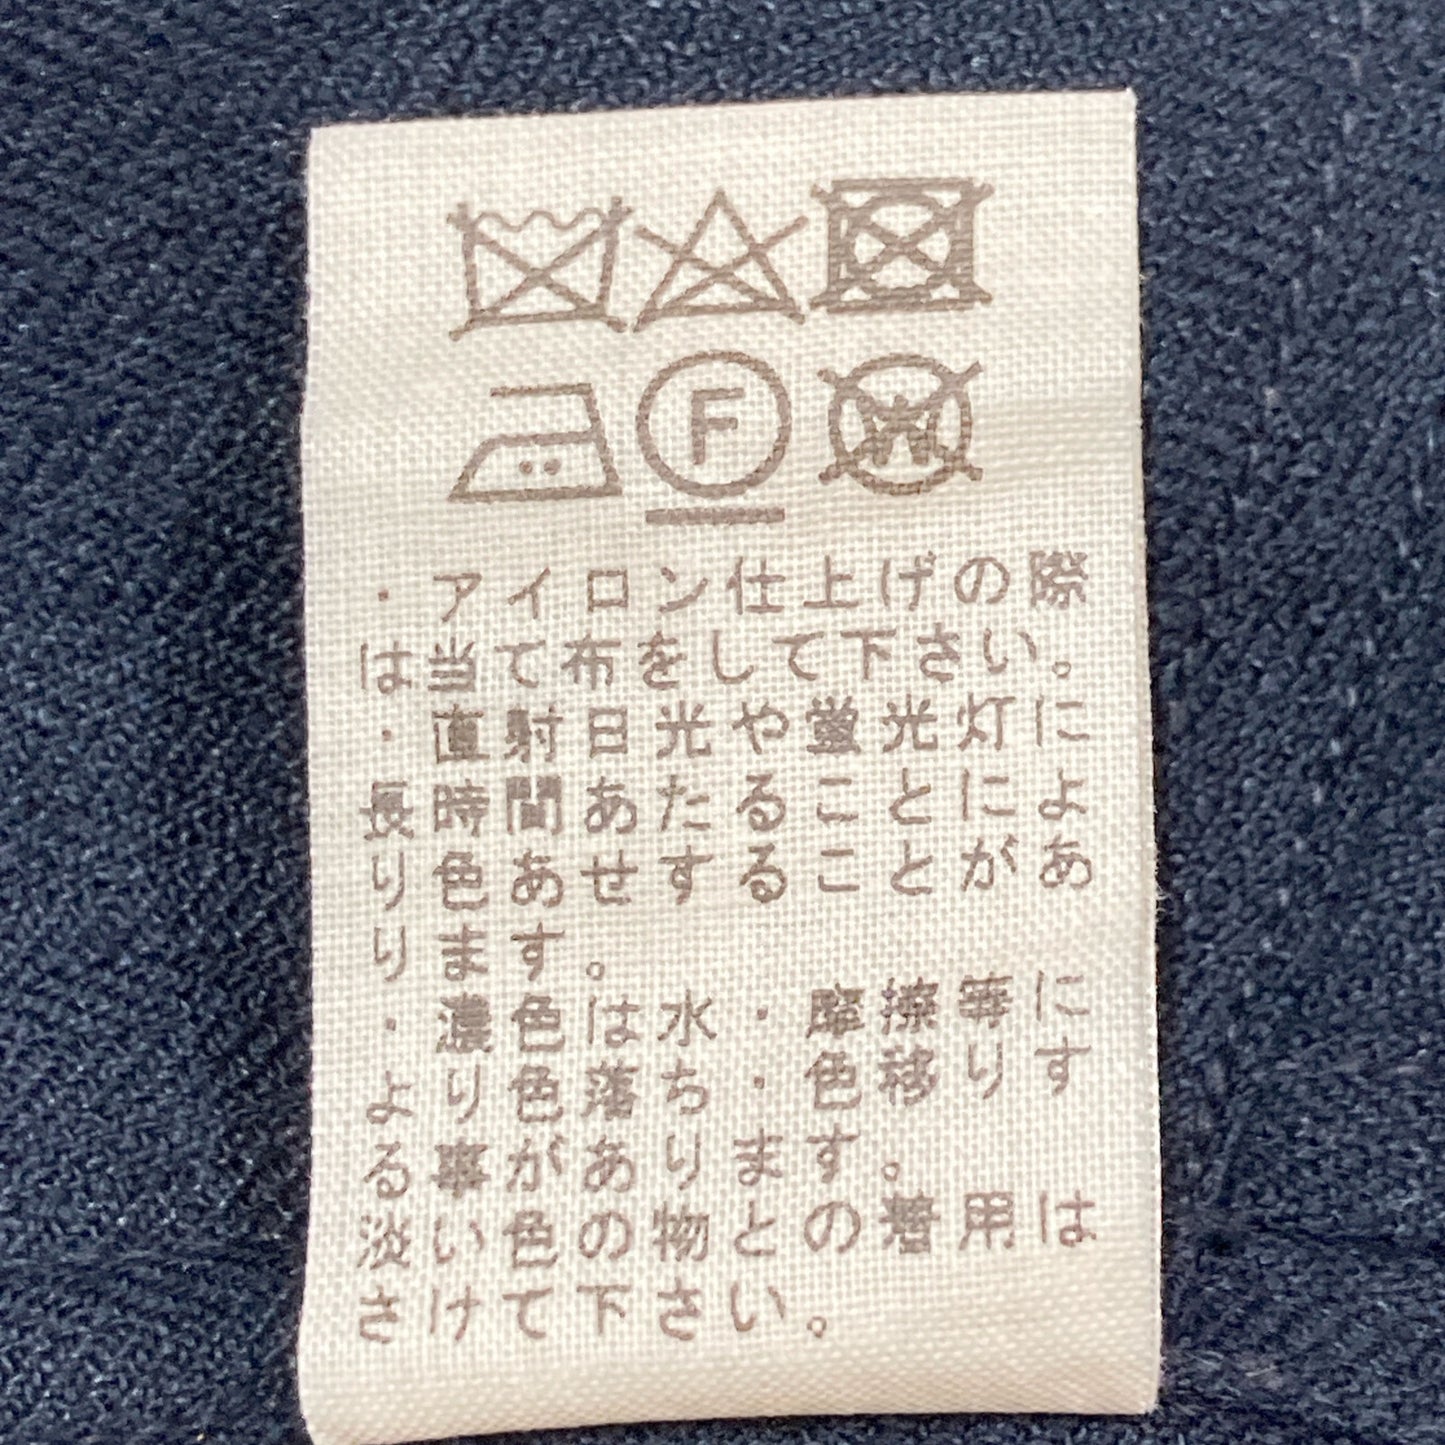 F
W
・アイロン仕上げの際
は当て布をして下さい。
・直射日光や蛍光灯に
長時間あたることによ
り色あせすることがあ
ります。
・濃色は水・摩擦等に
より色落ち・色移りす
る事があります。
淡い色の物との着用は
さけて下さい。